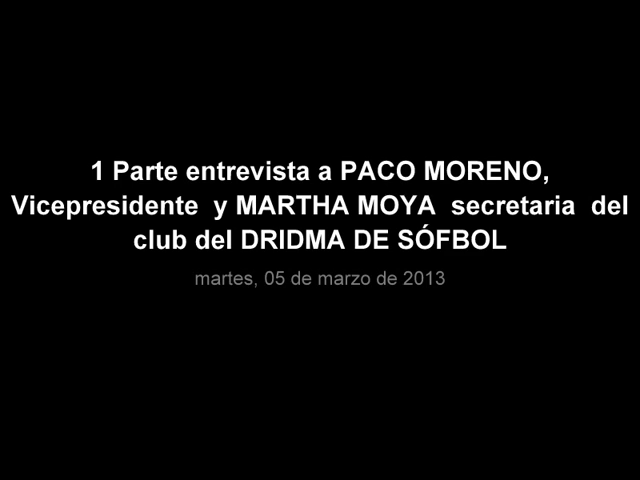 1 Parte entrevista a PACO MORENO,
Vicepresidente  y MARTHA MOYA  secretaria  del
club del DRIDMA DE SÓFBOL
martes, 05 de marzo de 2013